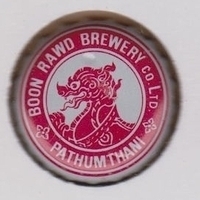 BOON RAWD BREWERY CO. LTD.
PATHUMTHANI